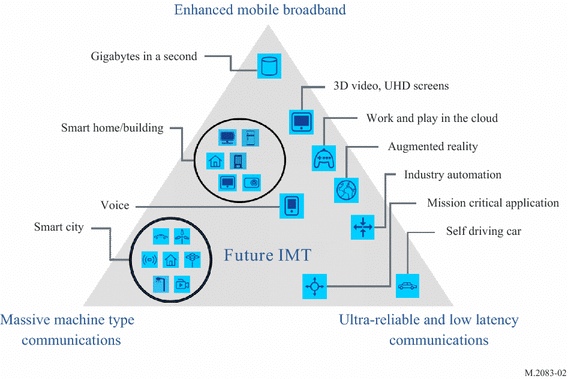 Enhanced mobile broadband
Gigabytes in a second
3D video, UHD screens
Smart home/building
Work and play in the cloud
Augmented reality
Industry automation
Voice
Mission critical application
Smart city
Self driving car
Future IMT
Massive machine type
communications
Ultra-reliable and low latency
communications
M.2083-02